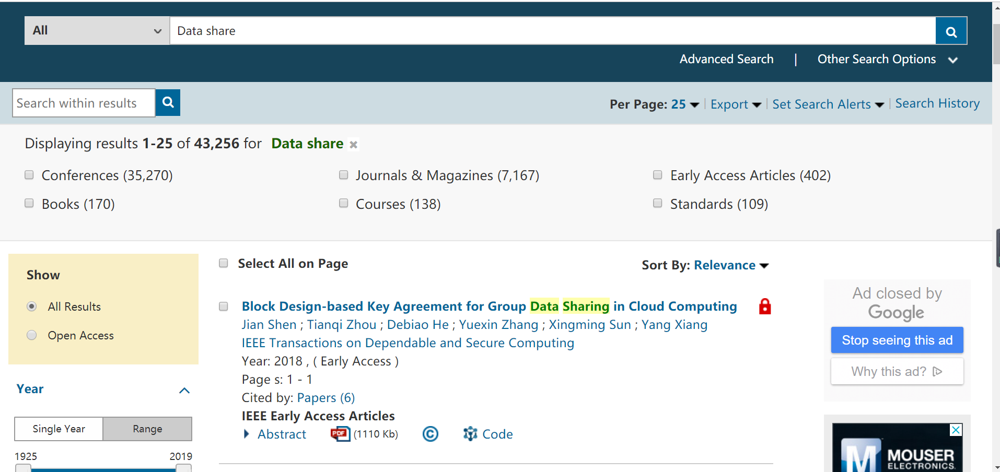 All
Data share
Advanced Search | Other Search Options
Search within results
Per Page: 25 | Export | Set Search Alerts | Search History
Displaying results 1-25 of 43,256 for Data share
Conferences (35,270)
Journals & Magazines (7,167)
Early Access Articles (402)
Books (170)
Courses (138)
Standards (109)
Show
All Results
Open Access
Year
Single Year
Range
1925
2019
Select All on Page
Sort By: Relevance
Block Design-based Key Agreement for Group Data Sharing in Cloud Computing
Jian Shen ; Tianqi Zhou ; Debiao He ; Yuexin Zhang ; Xingming Sun ; Yang Xiang
IEEE Transactions on Dependable and Secure Computing
Year: 2018 , ( Early Access )
Page s: 1 - 1
Cited by: Papers (6)
IEEE Early Access Articles
Abstract
PDF (1110 Kb)
©
Code
Ad closed by
Google
Stop seeing this ad
Why this ad?
M MOUSER
ELECTRONICS.